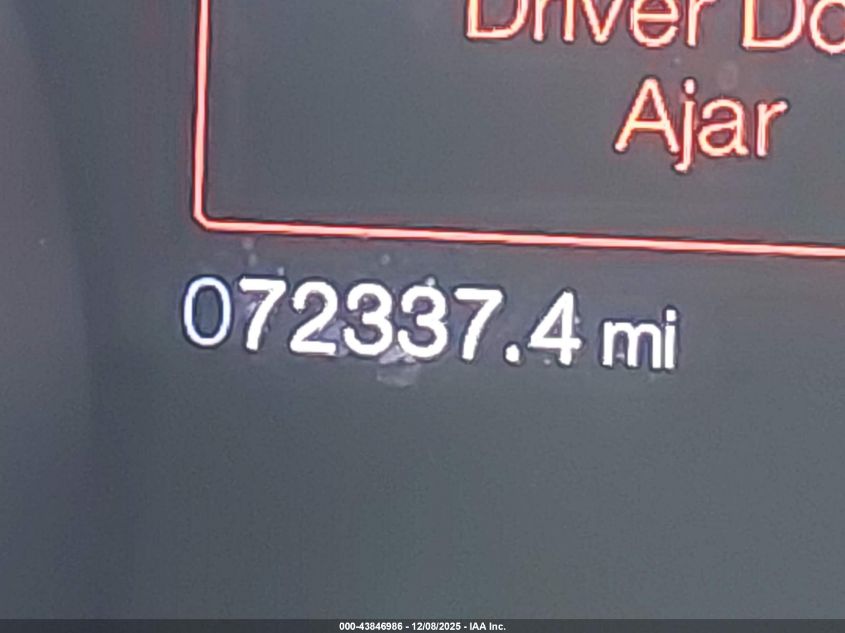 Driver Do
Ajar
072337.4 mi
000-43846986 - 12/08/2025 - IAA Inc.